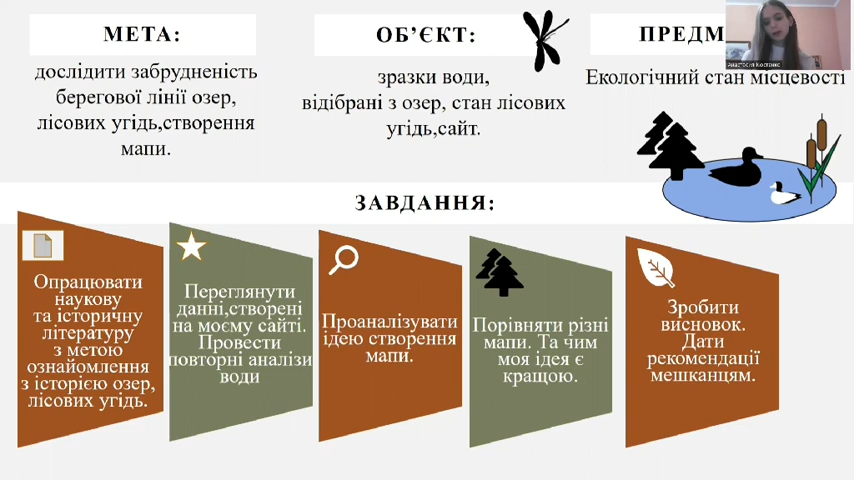 МЕТА:
дослідити забрудненість
берегової лінії озер,
лісових угідь,створення
мапи.
ОБ’ЄКТ:
зразки води,
відібрані з озер, стан лісових
угідь,сайт.
ПРЕДМ
Екологічний стан місцевості
ЗАВДАННЯ:
Опрацювати
наукову
та історичну
літературу
з метою
ознайомлення
з історією озер,
лісових угідь.
Переглянути
данні,створені
на моєму сайті.
Провести
повторні аналізи
води
Проаналізувати
ідею створення
мапи.
Порівняти різні
мапи. Та чим
моя ідея є
кращою.
Зробити
висновок.
Дати
рекомендації
мешканцям.